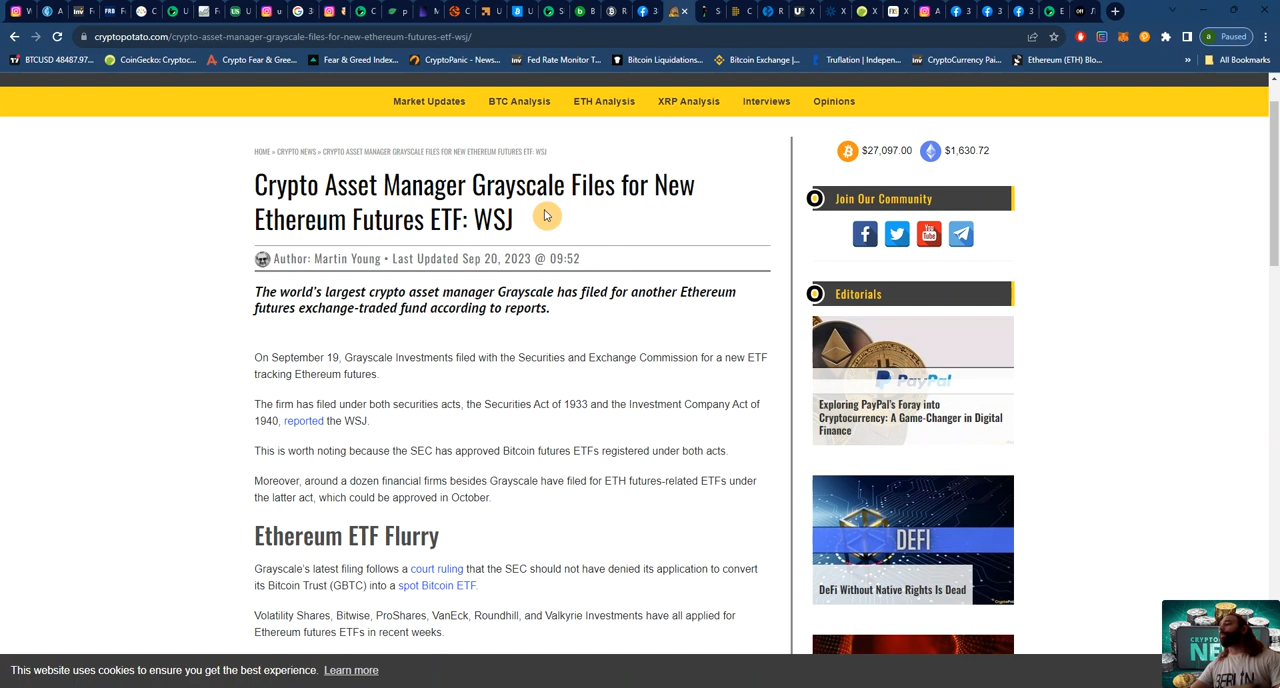 cryptopotato.com/crypto-asset-manager-grayscale-files-for-new-ethereum-futures-etf-wsj/
Paused
BTCUSD 48487.97...
CoinGecko: Cryptoc...
Crypto Fear & Gree...
Fear & Greed Index...
CryptoPanic - News...
Fed Rate Monitor T...
Bitcoin Liquidations...
Bitcoin Exchange |...
Truflation | Indepen...
CryptoCurrency Pai...
Ethereum (ETH) Blo...
»
All Bookmarks
Market Updates
BTC Analysis
ETH Analysis
XRP Analysis
Interviews
Opinions
HOME » CRYPTO NEWS » CRYPTO ASSET MANAGER GRAYSCALE FILES FOR NEW ETHEREUM FUTURES ETF: WSJ
Crypto Asset Manager Grayscale Files for New
Ethereum Futures ETF: WSJ
Author: Martin Young • Last Updated Sep 20, 2023 @ 09:52
The world's largest crypto asset manager Grayscale has filed for another Ethereum
futures exchange-traded fund according to reports.
On September 19, Grayscale Investments filed with the Securities and Exchange Commission for a new ETF
tracking Ethereum futures.
The firm has filed under both securities acts, the Securities Act of 1933 and the Investment Company Act of
1940, reported the WSJ.
This is worth noting because the SEC has approved Bitcoin futures ETFs registered under both acts.
Moreover, around a dozen financial firms besides Grayscale have filed for ETH futures-related ETFs under
the latter act, which could be approved in October.
Ethereum ETF Flurry
Grayscale's latest filing follows a court ruling that the SEC should not have denied its application to convert
its Bitcoin Trust (GBTC) into a spot Bitcoin ETF.
Volatility Shares, Bitwise, ProShares, VanEck, Roundhill, and Valkyrie Investments have all applied for
Ethereum futures ETFs in recent weeks.
$27,097.00
$1,630.72
Join Our Community
Editorials
PayPal
Exploring PayPal's Foray into
Cryptocurrency: A Game-Changer in Digital
Finance
DEFI
DeFi Without Native Rights Is Dead
This website uses cookies to ensure you get the best experience. Learn more